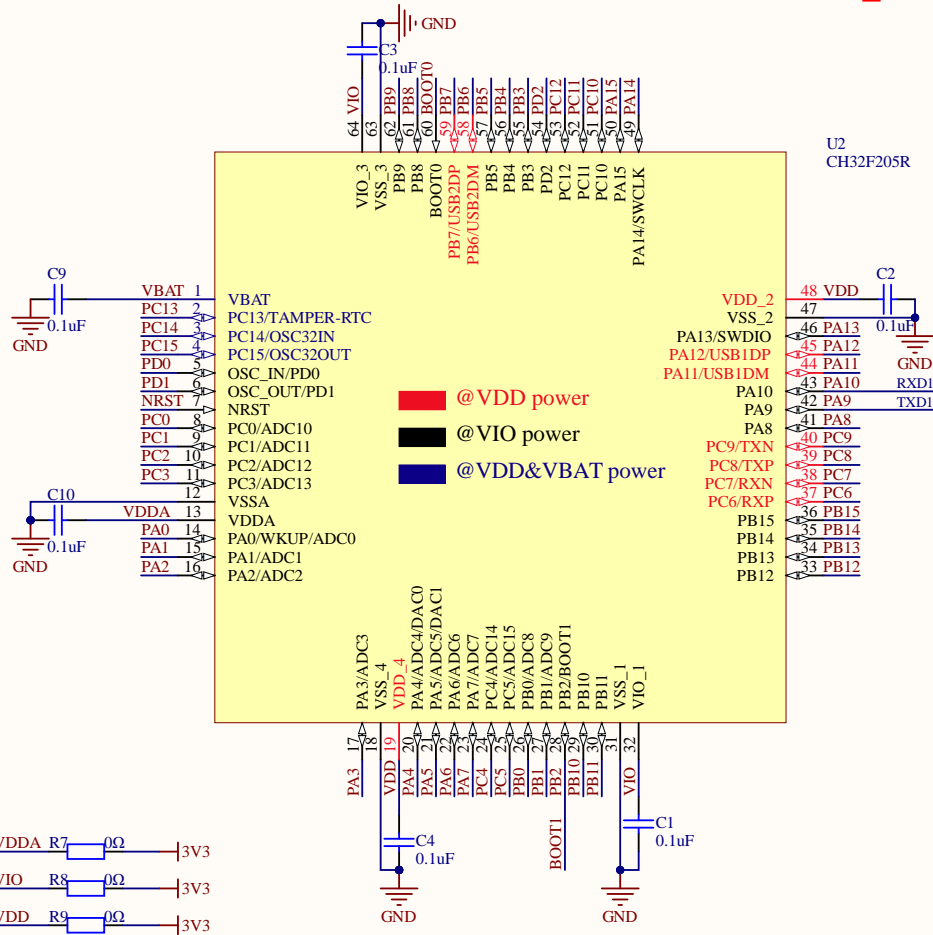 GND
C3
0.1uF
VIO
PB9
PB8
BOOT0
PB7
PB6
PB5
PB4
PB3
PD2
PC12
PC11
PC10
PA15
PA14
64
63
62
61
60
59
58
57
56
55
54
53
52
51
50
49
U2
CH32F205R
VIO_3
VSS_3
PB9
PB8
BOOT0
PB7/USB2DP
PB6/USB2DM
PB5
PB4
PB3
PD2
PC12
PC11
PC10
PA15
PA14/SWCLK
C9
0.1uF
GND
VBAT 1 VBAT
PC13 2 PC13/TAMPER-RTC
PC14 3 PC14/OSC32IN
PC15 4 PC15/OSC32OUT
PD0 5 OSC_IN/PD0
PD1 6 OSC_OUT/PD1
NRST 7 NRST
PC0 8 PC0/ADC10
PC1 9 PC1/ADC11
PC2 10 PC2/ADC12
PC3 11 PC3/ADC13
12 VSSA
C10
0.1uF
GND
VDDA 13 VDDA
PA0 14 PA0/WKUP/ADC0
PA1 15 PA1/ADC1
PA2 16 PA2/ADC2
@VDD power
@VIO power
@VDD&VBAT power
VDD_2 48 VDD
C2
0.1uF
GND
VSS_2 47
PA13/SWDIO 46 PA13
PA12/USB1DP 45 PA12
PA11/USB1DM 44 PA11
PA10 43 PA10 RXD1
PA9 42 PA9 TXD1
PA8 41 PA8
PC9/TXN 40 PC9
PC8/TXP 39 PC8
PC7/RXN 38 PC7
PC6/RXP 37 PC6
PB15 36 PB15
PB14 35 PB14
PB13 34 PB13
PB12 33 PB12
PA3/ADC3
VSS_4
VDD_4
PA4/ADC4/DAC0
PA5/ADC5/DAC1
PA6/ADC6
PA7/ADC7
PC4/ADC14
PC5/ADC15
PB0/ADC8
PB1/ADC9
PB2/BOOT1
PB10
PB11
VSS_1
VIO_1
17
18
19
20
21
22
23
24
25
26
27
28
29
30
31
32
PA3
VDD
PA4
PA5
PA6
PA7
PC4
PC5
PB0
PB1
PB2
PB10
PB11
VIO
BOOT1
C4
0.1uF
GND
C1
0.1uF
GND
VDDA R7 0Ω 3V3
VIO R8 0Ω 3V3
VDD R9 0Ω 3V3